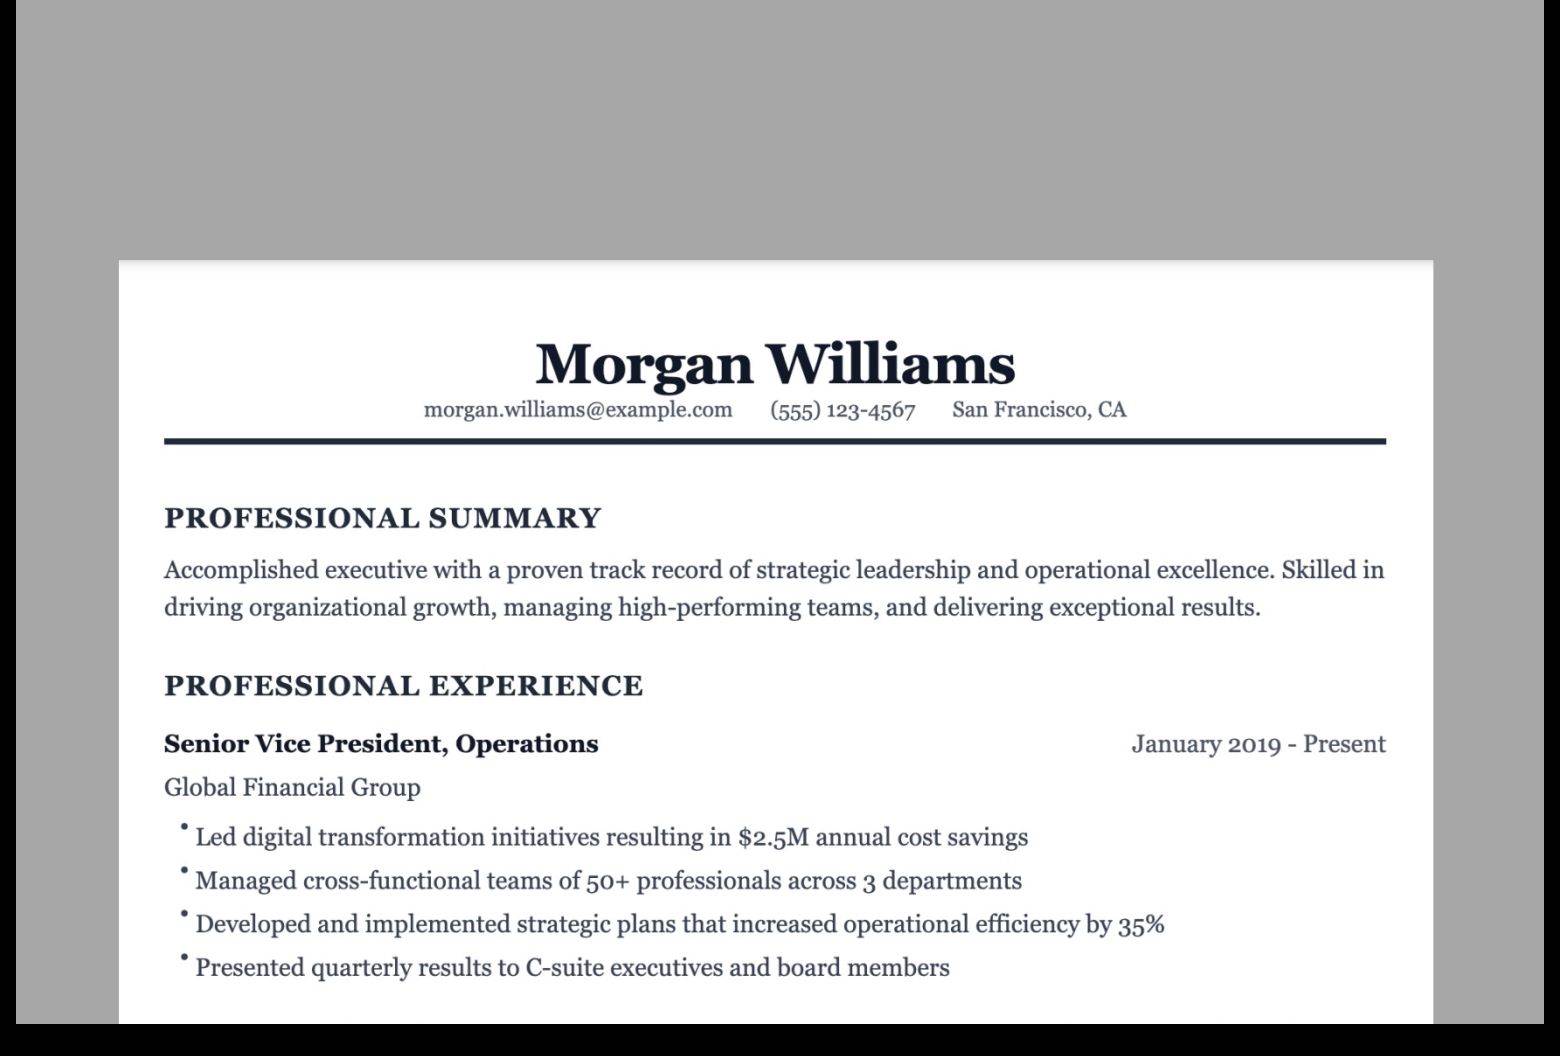 Morgan Williams
morgan.williams@example.com (555) 123-4567 San Francisco, CA
PROFESSIONAL SUMMARY
Accomplished executive with a proven track record of strategic leadership and operational excellence. Skilled in
driving organizational growth, managing high-performing teams, and delivering exceptional results.
PROFESSIONAL EXPERIENCE
Senior Vice President, Operations January 2019 - Present
Global Financial Group
• Led digital transformation initiatives resulting in $2.5M annual cost savings
• Managed cross-functional teams of 50+ professionals across 3 departments
• Developed and implemented strategic plans that increased operational efficiency by 35%
• Presented quarterly results to C-suite executives and board members